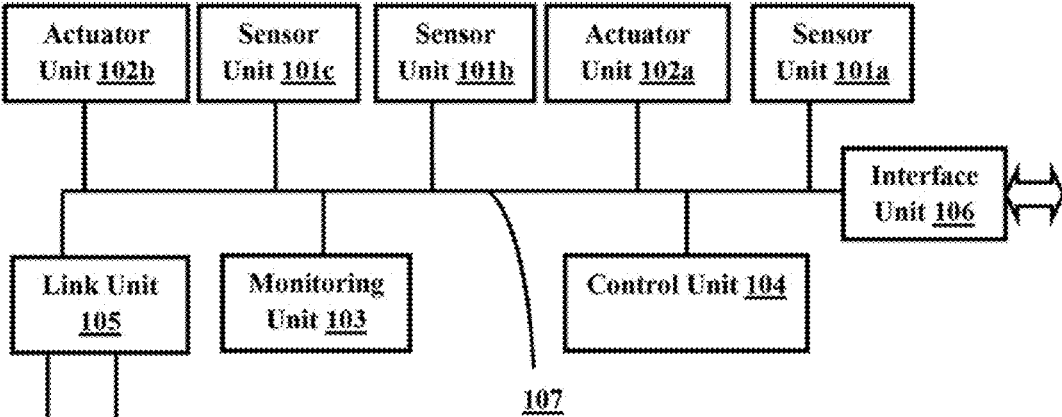 Actuator
Unit 102b
Sensor
Unit 101c
Sensor
Unit 101b
Actuator
Unit 102a
Sensor
Unit 101a
Interface
Unit 106
Link Unit
105
Monitoring
Unit 103
Control Unit 104
107